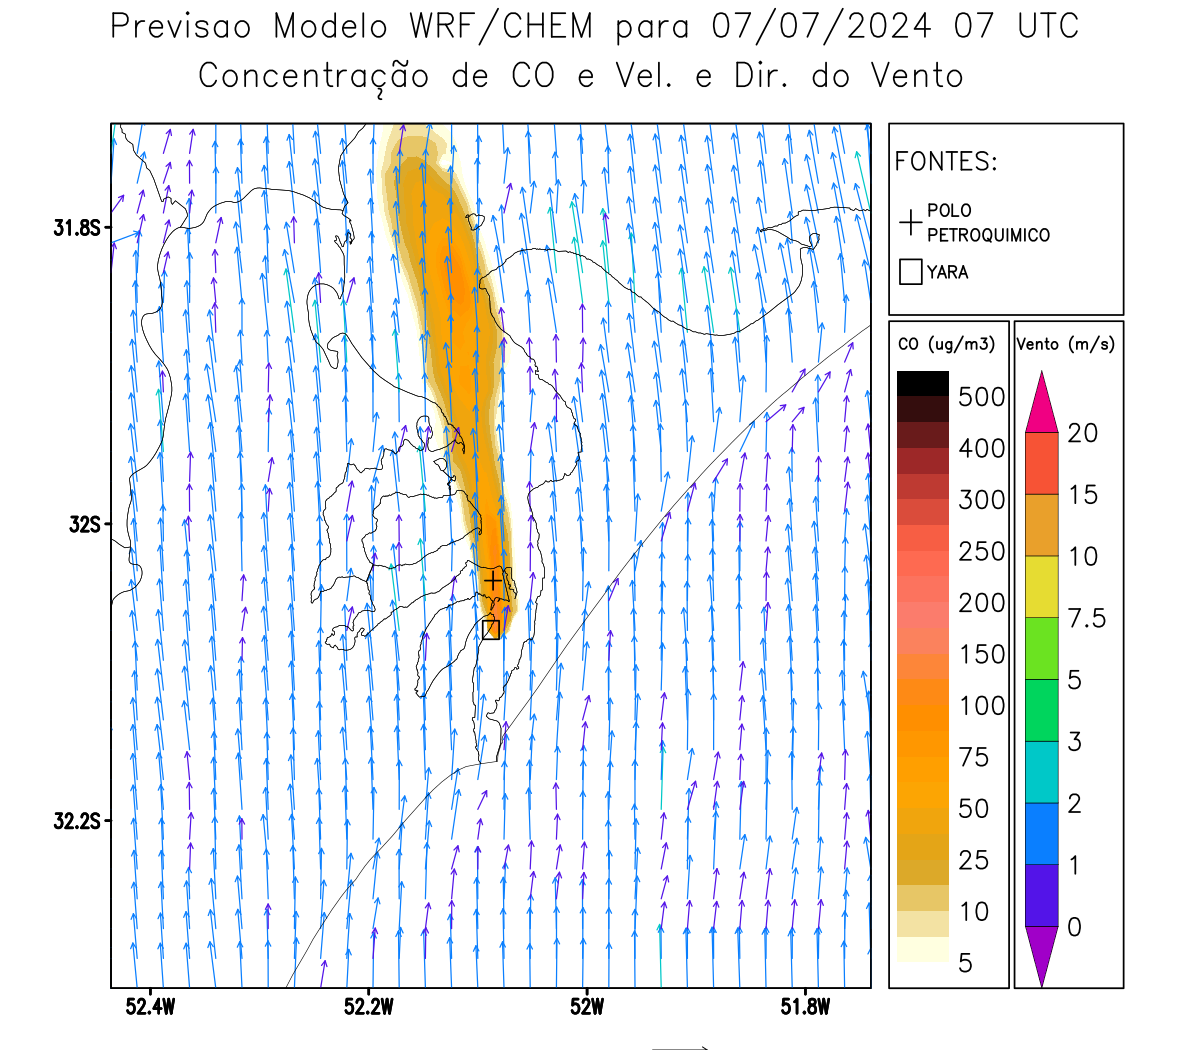 Previsao Modelo WRF/CHEM para 07/07/2024 07 UTC
Concentração de CO e Vel. e Dir. do Vento
FONTES:
POLO
PETROQUIMICO
YARA
CO (ug/m3)
500
400
300
250
200
150
100
75
50
25
10
5
Vento (m/s)
20
15
10
7.5
5
3
2
1
0
31.8S
32S
32.2S
52.4W
52.2W
52W
51.8W